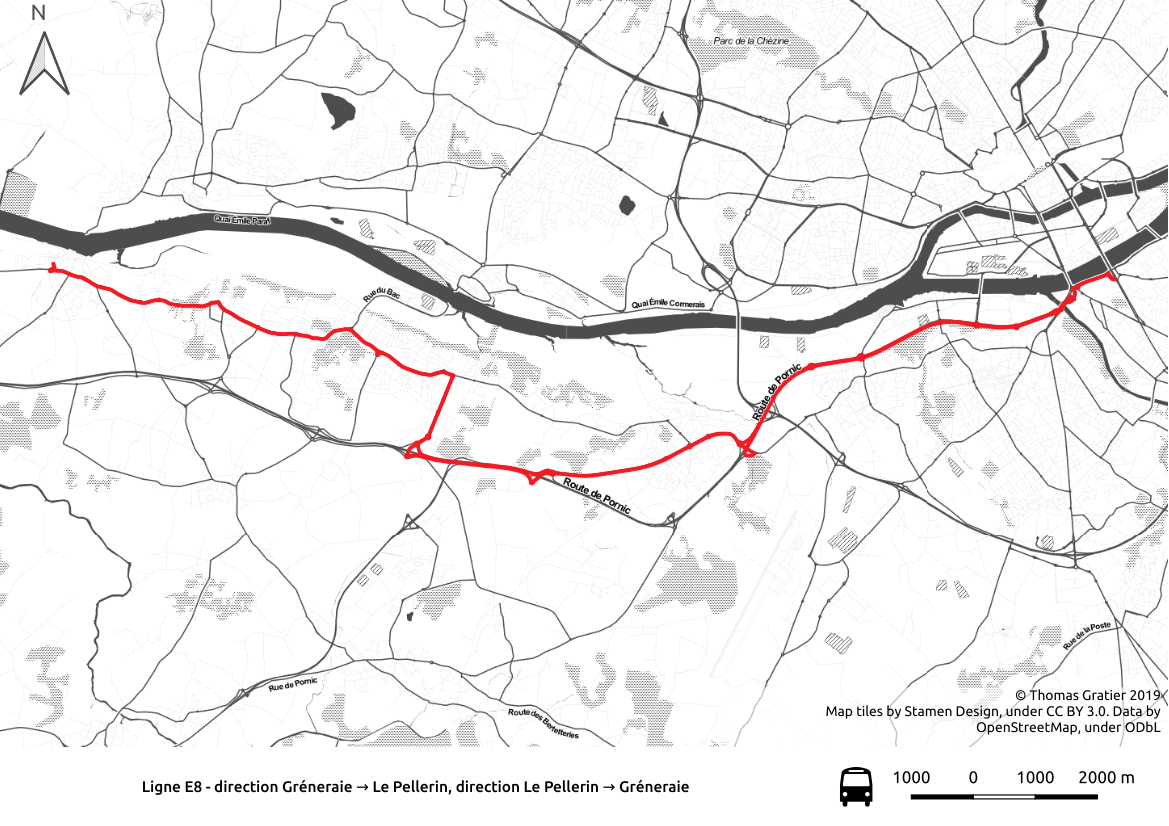 N
Parc de la Chézine
Quai Émile Paraf
Rue du Bac
Quai Émile Cormerais
Route de Pornic
Route de Pornic
Rue de la Poste
Rue de Pornic
Route des Berretteries
© Thomas Gratier 2019
Map tiles by Stamen Design, under CC BY 3.0. Data by
OpenStreetMap, under ODbL
Ligne E8 - direction Gréneraie → Le Pellerin, direction Le Pellerin → Gréneraie
1000 0 1000 2000 m